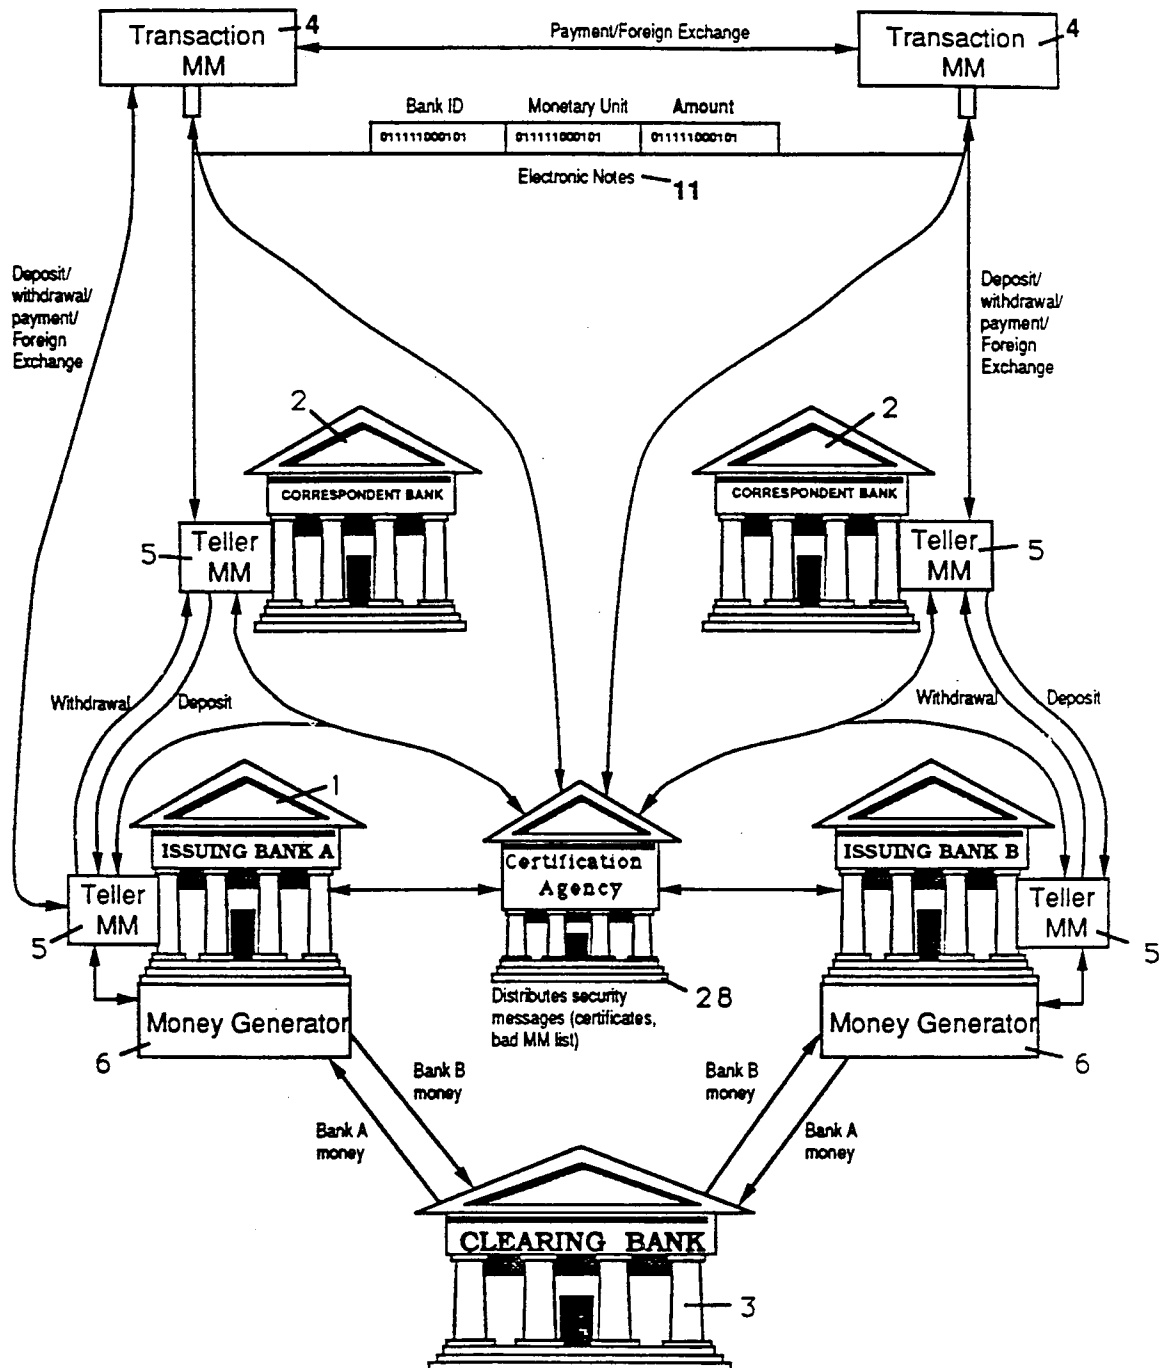 Transaction
MM
4
Payment/Foreign Exchange
Transaction
MM
4
Bank ID
Monetary Unit
Amount
011111000101
011111000101
011111000101
Electronic Notes
11
Deposit/
withdrawal/
payment/
Foreign
Exchange
Deposit/
withdrawal/
payment/
Foreign
Exchange
2
2
CORRESPONDENT BANK
CORRESPONDENT BANK
Teller
MM
5
Teller
MM
5
Withdrawal
Deposit
Withdrawal
Deposit
1
ISSUING BANK A
Certification
Agency
ISSUING BANK B
Teller
MM
5
Teller
MM
5
28
Distributes security
messages (certificates,
bad MM list)
Money Generator
6
Money Generator
6
Bank B
money
Bank A
money
Bank B
money
Bank A
money
CLEARING BANK
3